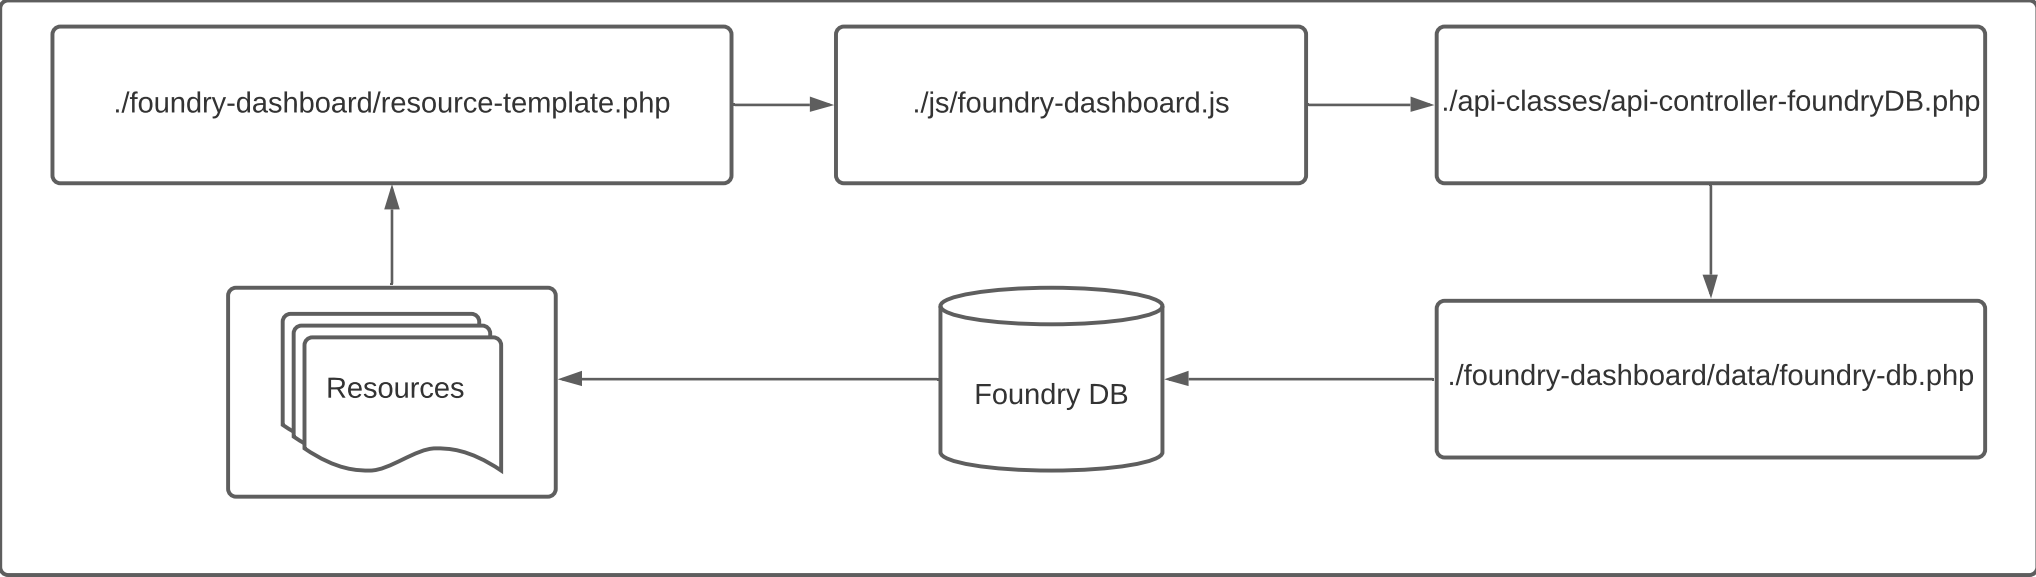 ./foundry-dashboard/resource-template.php
./js/foundry-dashboard.js
./api-classes/api-controller-foundryDB.php
Resources
Foundry DB
./foundry-dashboard/data/foundry-db.php